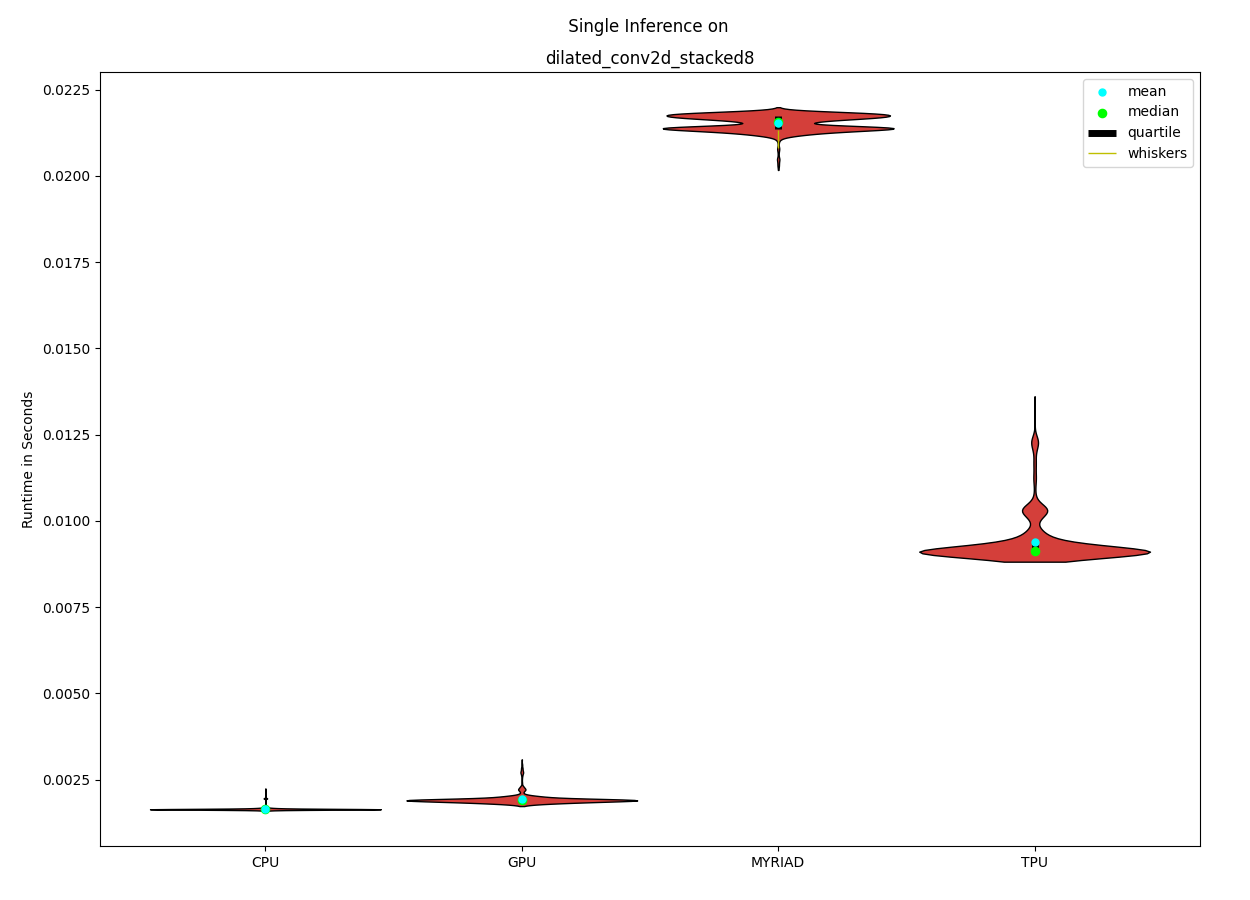 Single Inference on
dilated_conv2d_stacked8
mean
median
quartile
whiskers
Runtime in Seconds
0.0225
0.0200
0.0175
0.0150
0.0125
0.0100
0.0075
0.0050
0.0025
CPU GPU MYRIAD TPU